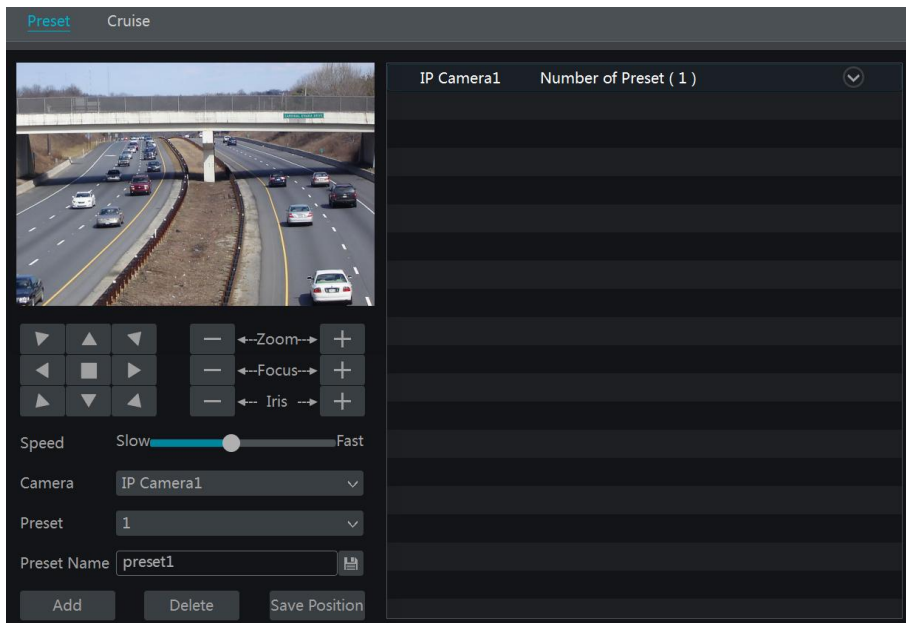 Preset Cruise
IP Camera1 Number of Preset ( 1 )
Zoom
Focus
Iris
Speed Slow Fast
Camera IP Camera1
Preset 1
Preset Name preset1
Add Delete Save Position